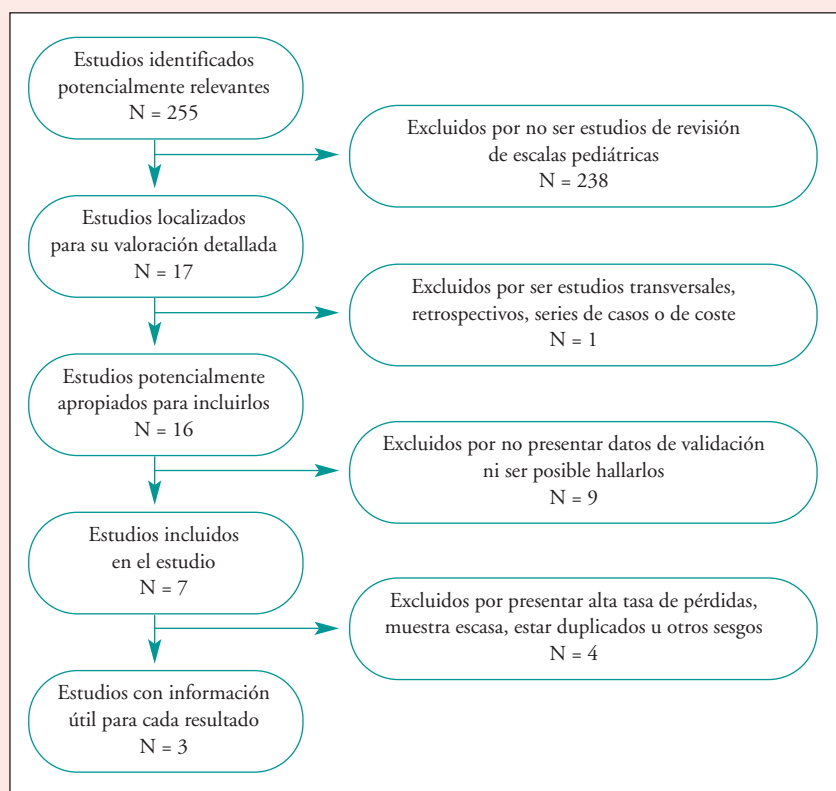 Estudios identificados
potencialmente relevantes
N = 255
Excluidos por no ser estudios de revisión
de escalas pediátricas
N = 238
Estudios localizados
para su valoración detallada
N = 17
Excluidos por ser estudios transversales,
retrospectivos, series de casos o de coste
N = 1
Estudios potencialmente
apropiados para incluirlos
N = 16
Excluidos por no presentar datos de validación
ni ser posible hallarlos
N = 9
Estudios incluidos
en el estudio
N = 7
Excluidos por presentar alta tasa de pérdidas,
muestra escasa, estar duplicados u otros sesgos
N = 4
Estudios con información
útil para cada resultado
N = 3